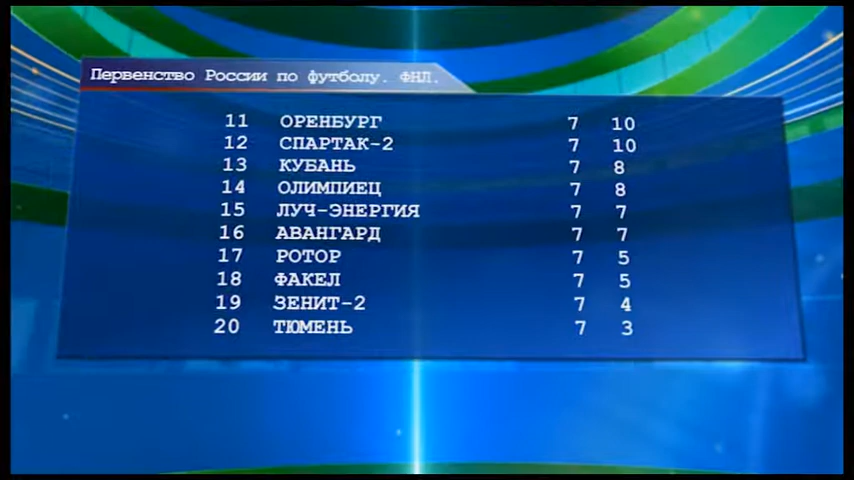 Первенство России по футболу. ФНЛ.
11 ОРЕНБУРГ 7 10
12 СПАРТАК-2 7 10
13 КУБАНЬ 7 8
14 ОЛИМПИЕЦ 7 8
15 ЛУЧ-ЭНЕРГИЯ 7 7
16 АВАНГАРД 7 7
17 РОТОР 7 5
18 ФАКЕЛ 7 5
19 ЗЕНИТ-2 7 4
20 ТЮМЕНЬ 7 3